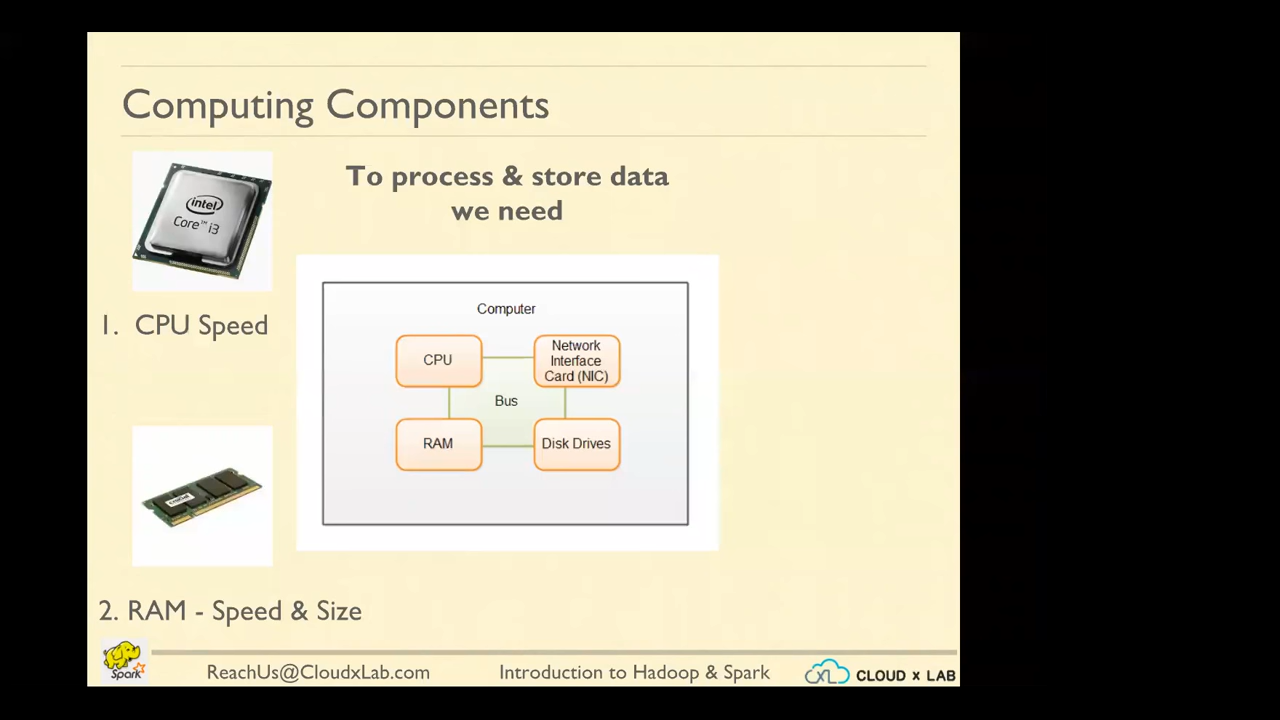 Computing Components
intel
Core™ i3
To process & store data
we need
1. CPU Speed
Computer
CPU
Network
Interface
Card (NIC)
Bus
RAM
Disk Drives
crucial
2. RAM - Speed & Size
Spark
ReachUs@CloudxLab.com
Introduction to Hadoop & Spark
XL
CLOUD x LAB